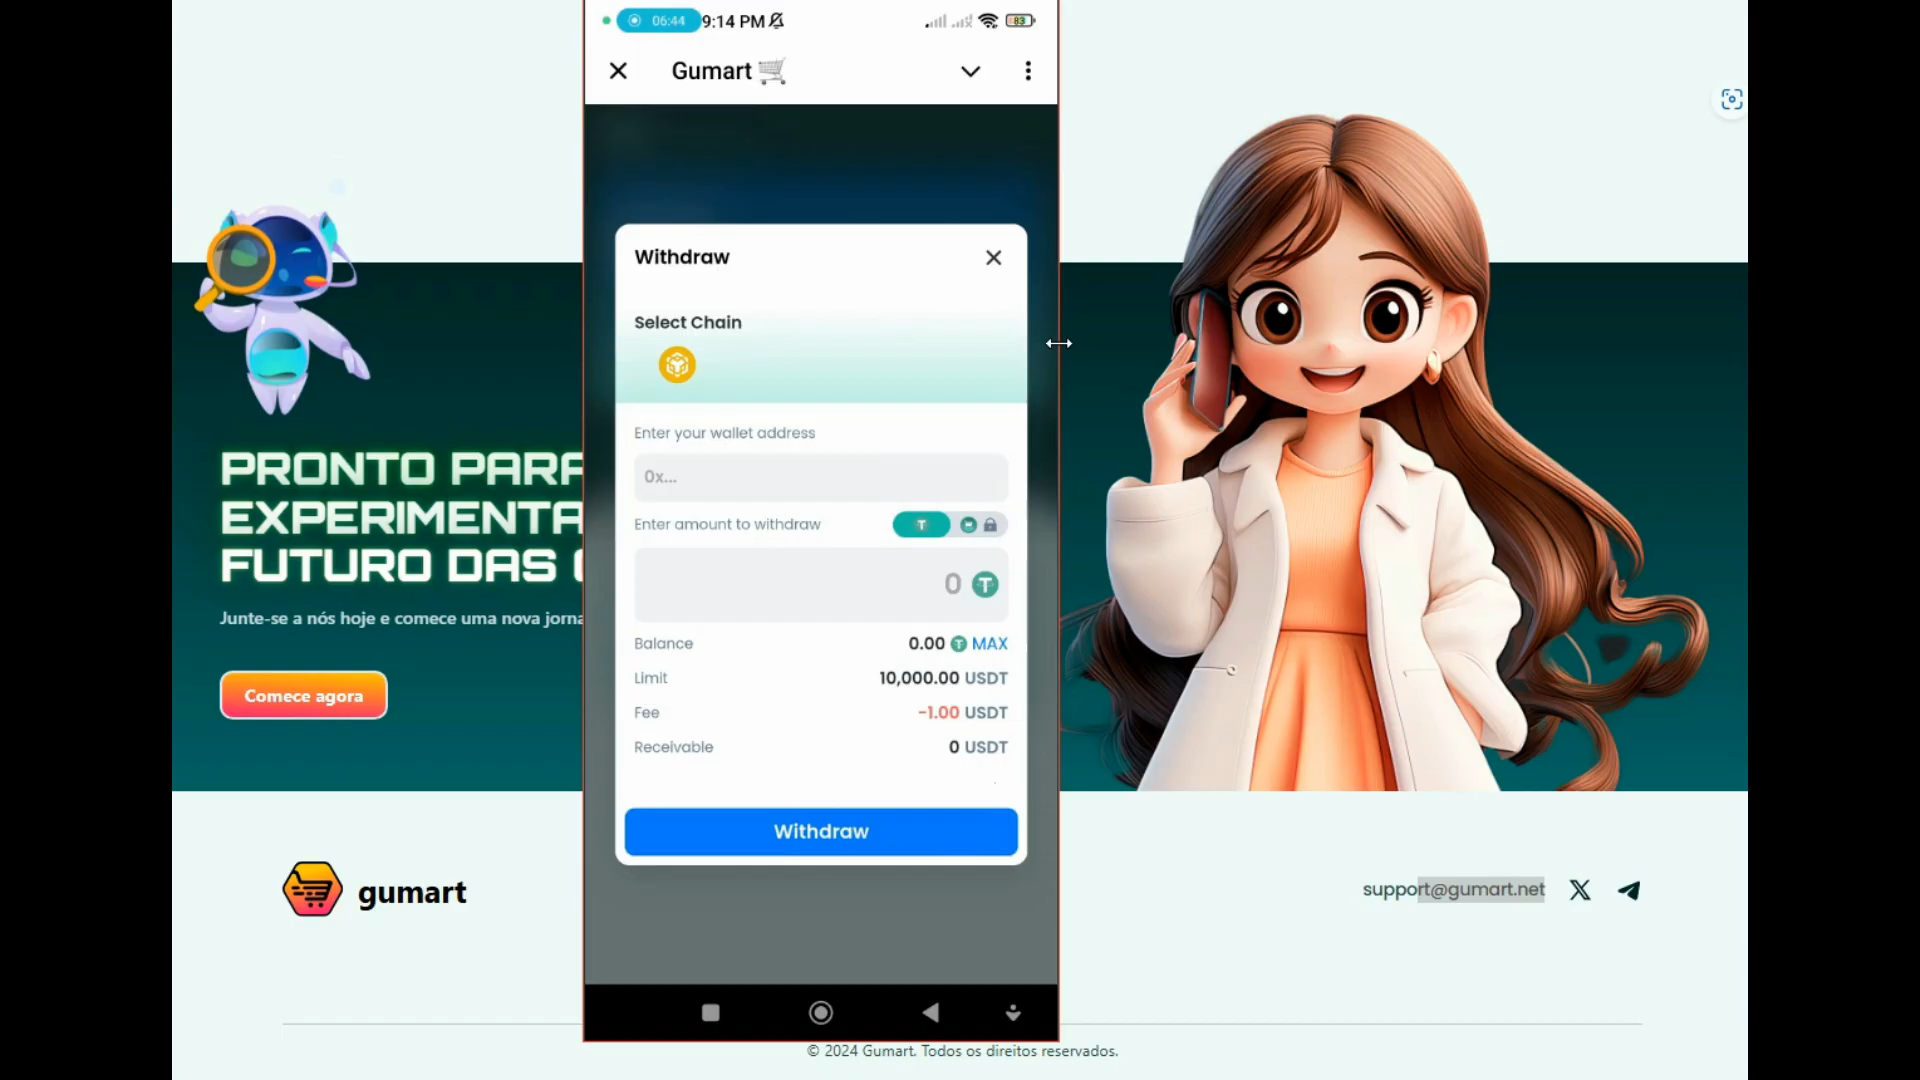 06:44 9:14 PM 83
Gumart
Withdraw
Select Chain
Enter your wallet address
0x...
Enter amount to withdraw
0
Balance 0.00 MAX
Limit 10,000.00 USDT
Fee -1.00 USDT
Receivable 0 USDT
Withdraw
PRONTO PARA
EXPERIMENTA
FUTURO DAS
Junte-se a nós hoje e comece uma nova jorna
Comece agora
gumart
support@gumart.net
© 2024 Gumart. Todos os direitos reservados.